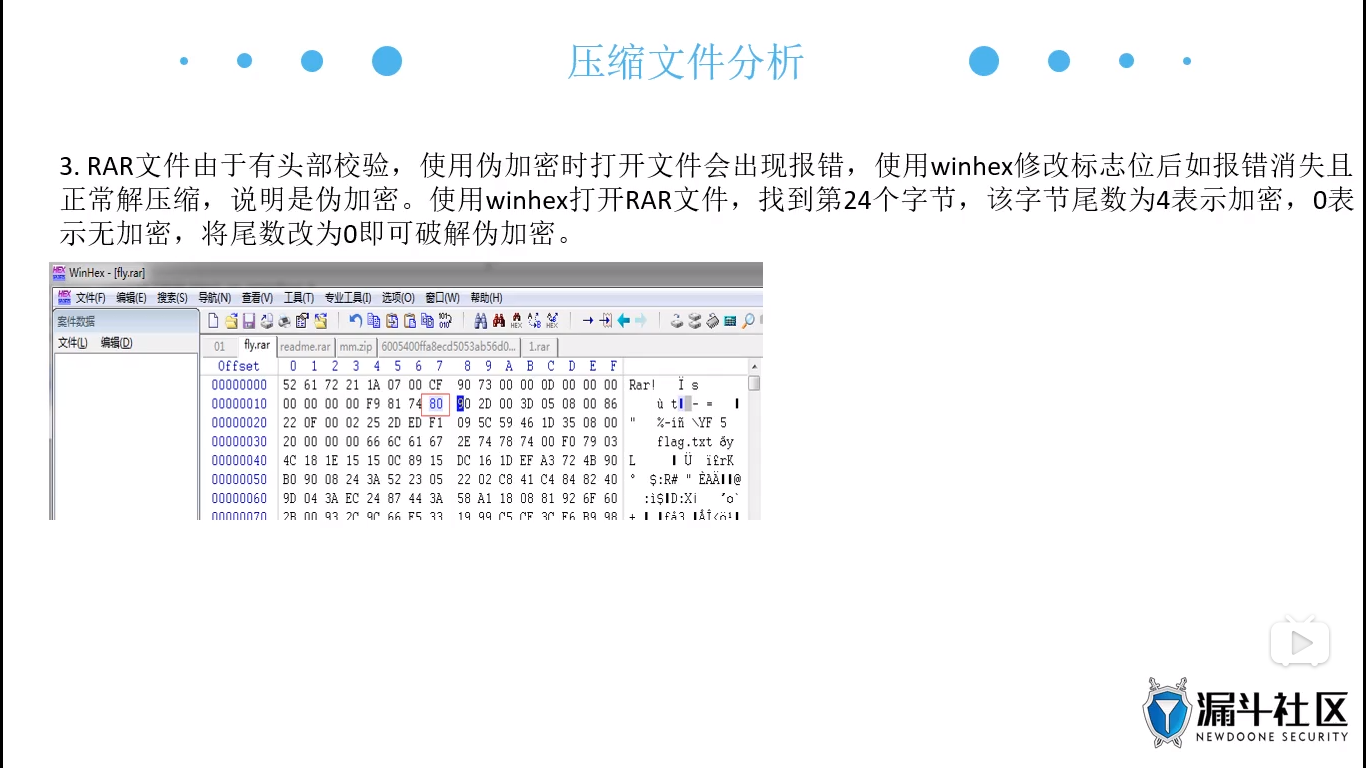 压缩文件分析
3. RAR文件由于有头部校验，使用伪加密时打开文件会出现报错，使用winhex修改标志位后如报错消失且
正常解压缩，说明是伪加密。使用winhex打开RAR文件，找到第24个字节，该字节尾数为4表示加密，0表
示无加密，将尾数改为0即可破解伪加密。
WinHex - [fly.rar]
文件(F) 编辑(E) 搜索(S) 导航(N) 查看(V) 工具(T) 专业工具(I) 选项(O) 窗口(W) 帮助(H)
案件数据
文件(L) 编辑(D)
01 fly.rar readme.rar mm.zip 6005400ffa8ecd5053ab56d0... 1.rar
Offset 0 1 2 3 4 5 6 7 8 9 A B C D E F
00000000 52 61 72 21 1A 07 00 CF 90 73 00 00 0D 00 00 00 Rar! Ï s
00000010 00 00 00 00 F9 81 74 80 90 2D 00 3D 05 08 00 86 ù t - =
00000020 22 0F 00 02 25 2D ED F1 09 5C 59 46 1D 35 08 00 " %-íñ \YF 5
00000030 20 00 00 00 66 6C 61 67 2E 74 78 74 00 F0 79 03 flag.txt ðy
00000040 4C 18 1E 15 15 0C 89 15 DC 16 1D EF A3 72 4B 90 L Ü ï£rK
00000050 B0 90 08 24 3A 52 23 05 22 02 C8 41 C4 84 82 40 ° $:R# " ÈAÄ @
00000060 9D 04 3A EC 24 87 44 3A 58 A1 18 08 81 92 6F 60 :ì$ D:X¡ ’o`
00000070 2B 00 93 2C 9C 66 F5 33 19 99 C5 CF 3C F6 B9 98
漏斗社区
NEWDOONE SECURITY